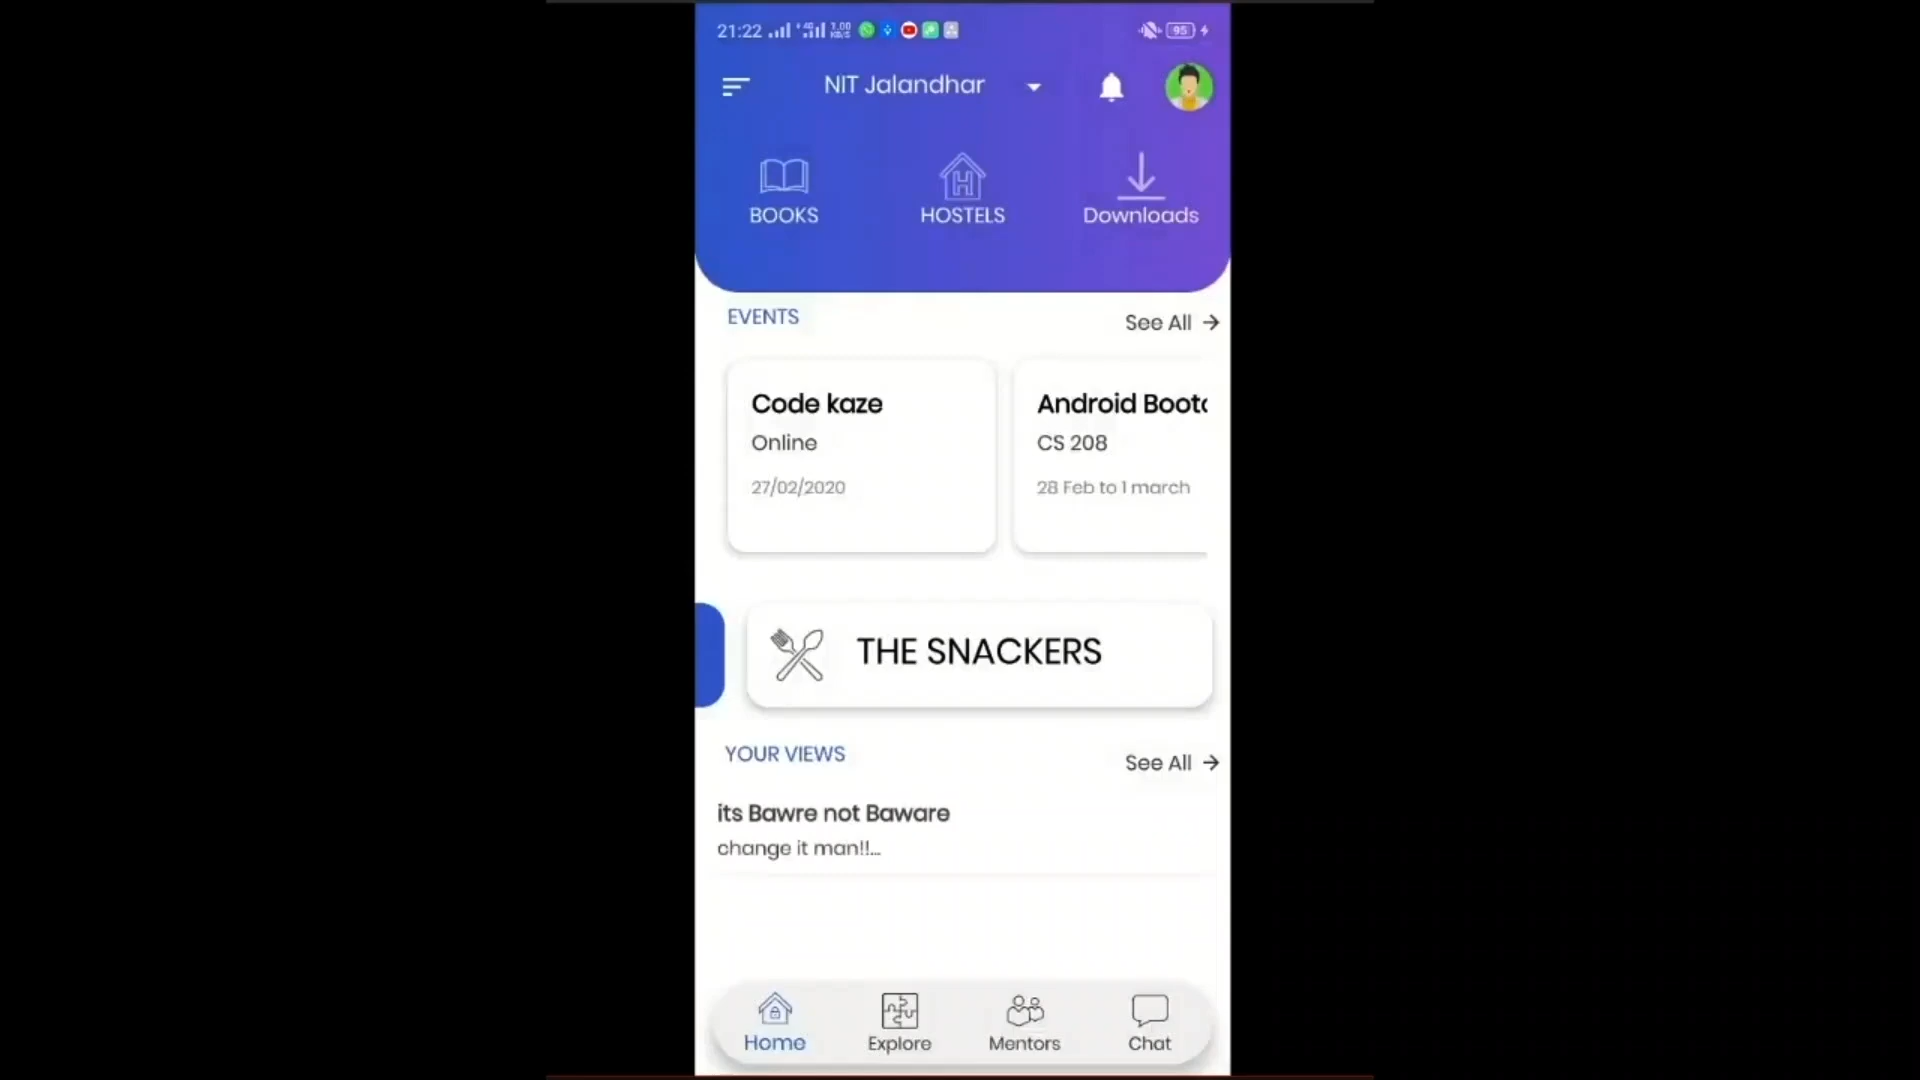 21:22
95
NIT Jalandhar
BOOKS
HOSTELS
Downloads
EVENTS
See All
Code kaze
Online
27/02/2020
Android Bootc
CS 208
28 Feb to 1 march
THE SNACKERS
YOUR VIEWS
See All
its Bawre not Baware
change it man!!...
Home
Explore
Mentors
Chat